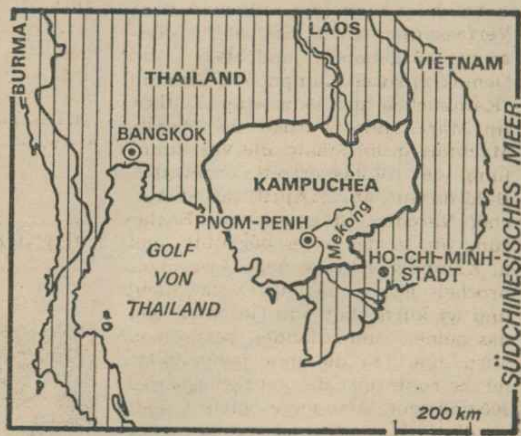 BURMA
LAOS
THAILAND
VIETNAM
BANGKOK
KAMPUCHEA
PNOM-PENH
Mekong
GOLF
VON
THAILAND
HO-CHI-MINH-
STADT
SÜDCHINESISCHES MEER
200 km